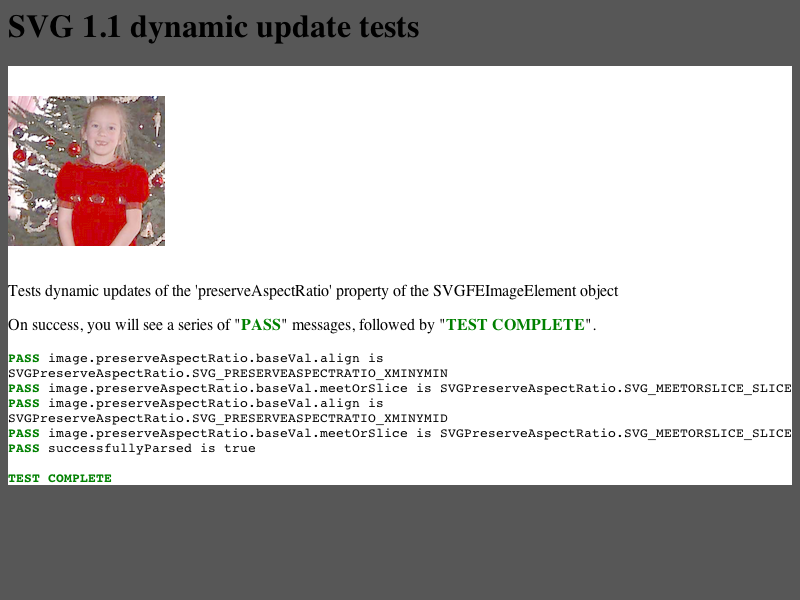 SVG 1.1 dynamic update tests
Tests dynamic updates of the 'preserveAspectRatio' property of the SVGFEImageElement object
On success, you will see a series of "PASS" messages, followed by "TEST COMPLETE".
PASS image.preserveAspectRatio.baseVal.align is
SVGPreserveAspectRatio.SVG_PRESERVEASPECTRATIO_XMINYMIN
PASS image.preserveAspectRatio.baseVal.meetOrSlice is SVGPreserveAspectRatio.SVG_MEETORSLICE_SLICE
PASS image.preserveAspectRatio.baseVal.align is
SVGPreserveAspectRatio.SVG_PRESERVEASPECTRATIO_XMINYMID
PASS image.preserveAspectRatio.baseVal.meetOrSlice is SVGPreserveAspectRatio.SVG_MEETORSLICE_SLICE
PASS successfullyParsed is true
TEST COMPLETE